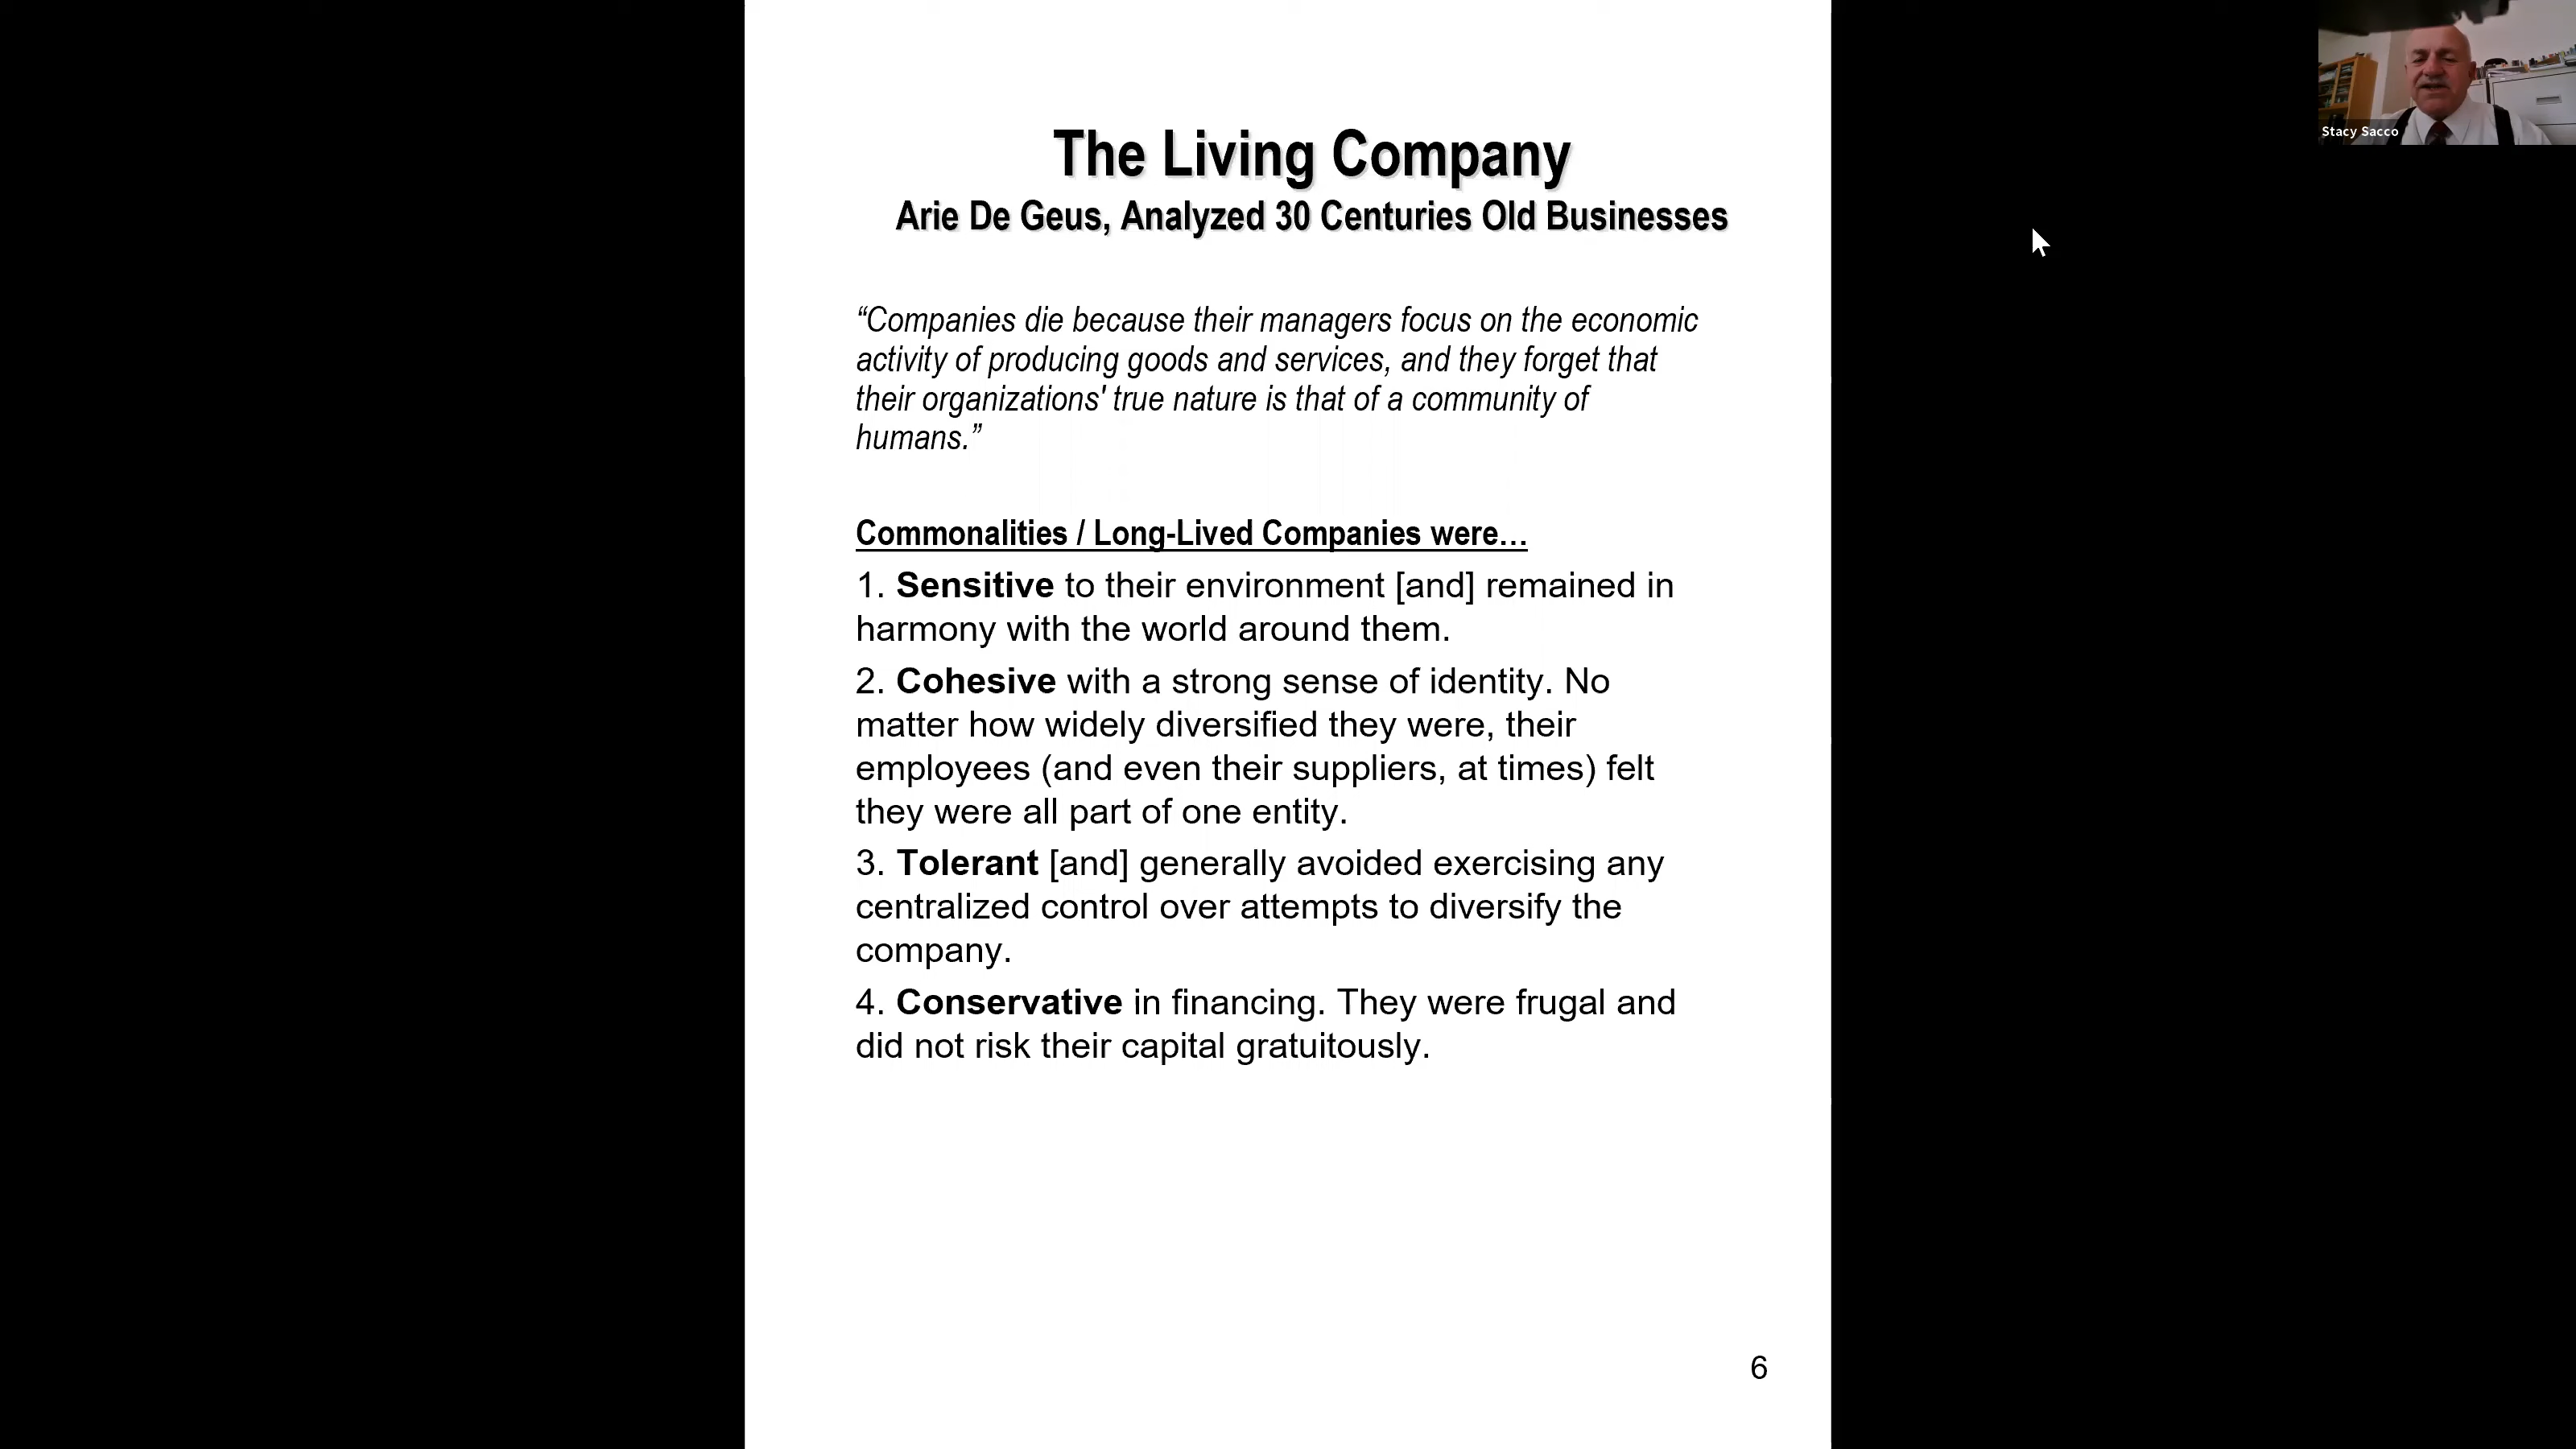 The Living Company
Arie De Geus, Analyzed 30 Centuries Old Businesses
“Companies die because their managers focus on the economic
activity of producing goods and services, and they forget that
their organizations' true nature is that of a community of
humans.”
Commonalities / Long-Lived Companies were…
1. Sensitive to their environment [and] remained in
harmony with the world around them.
2. Cohesive with a strong sense of identity. No
matter how widely diversified they were, their
employees (and even their suppliers, at times) felt
they were all part of one entity.
3. Tolerant [and] generally avoided exercising any
centralized control over attempts to diversify the
company.
4. Conservative in financing. They were frugal and
did not risk their capital gratuitously.
6
Stacy Sacco